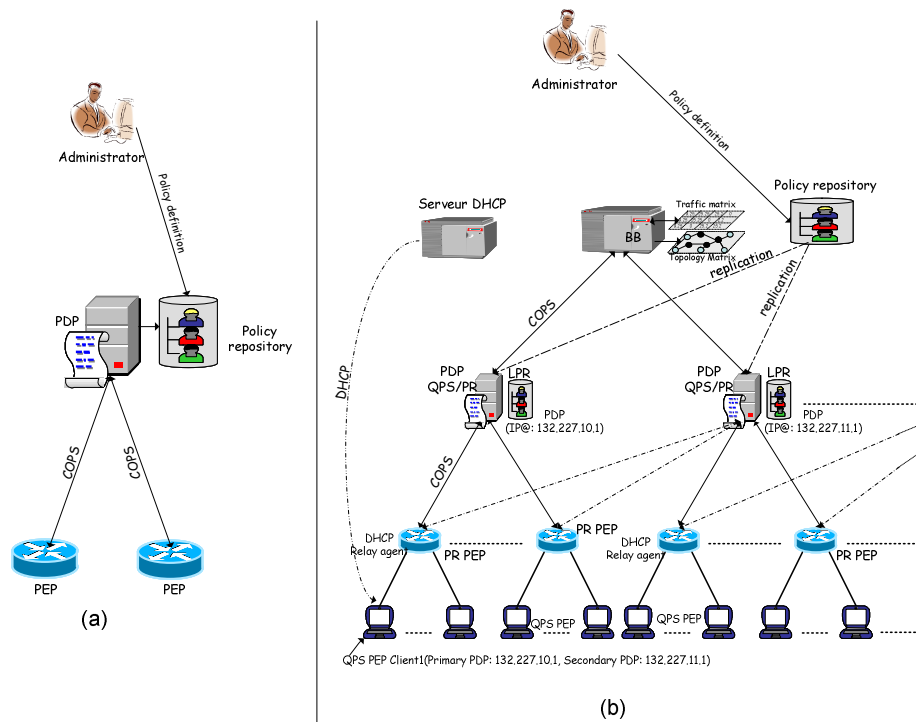 Administrator
Policy definition
PDP
Policy
repository
COPS
COPS
PEP
PEP
(a)
Administrator
Policy definition
Policy repository
Serveur DHCP
BB
Traffic matrix
Topology Matrix
replication
replication
COPS
DHCP
PDP
QPS/PR
LPR
PDP
(IP@: 132,227,10,1)
PDP
QPS/PR
LPR
PDP
(IP@: 132,227,11,1)
COPS
DHCP
Relay agent
PR PEP
PR PEP
DHCP
Relay agent
PR PEP
PR PEP
QPS PEP
QPS PEP
QPS PEP Client1(Primary PDP: 132,227,10,1, Secondary PDP: 132,227,11,1)
(b)